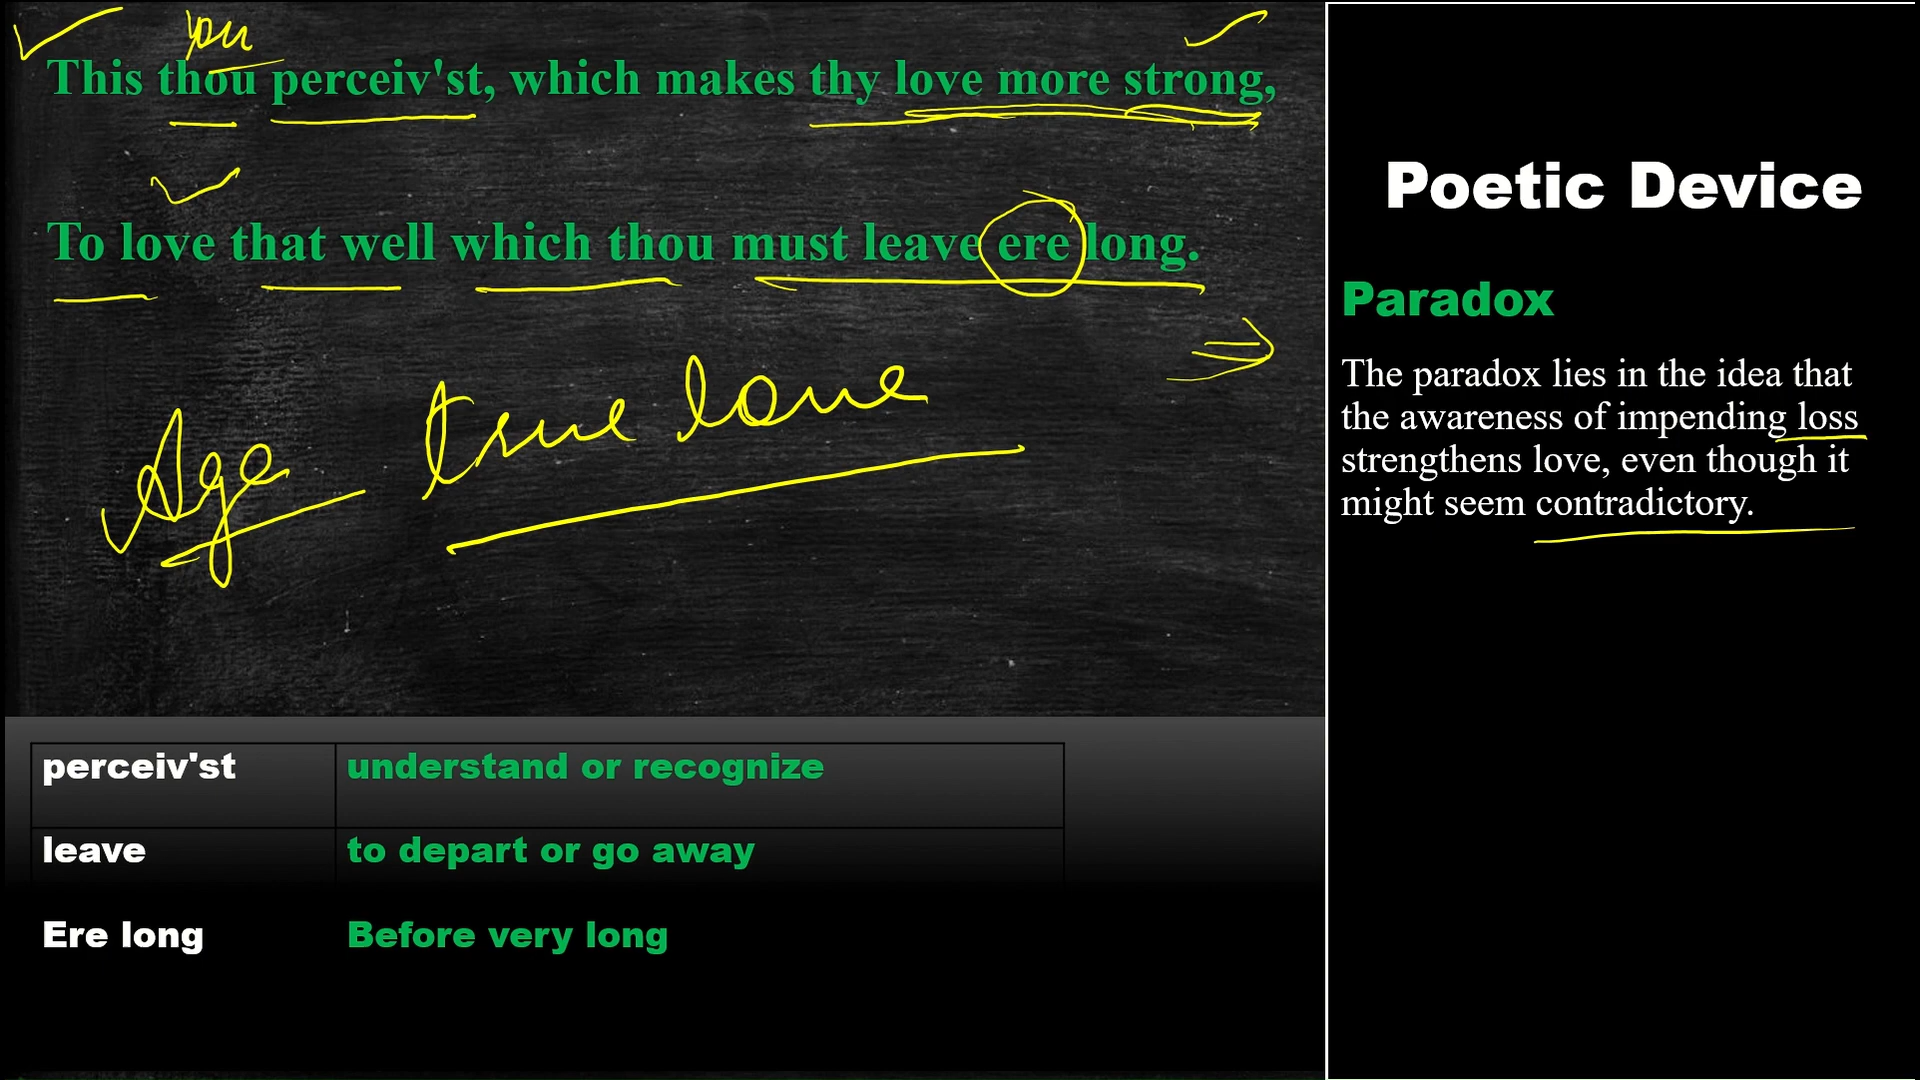 you
This thou perceiv'st, which makes thy love more strong,
To love that well which thou must leave ere long.
Age true love
perceiv'st understand or recognize
leave to depart or go away
Ere long Before very long
Poetic Device
Paradox
The paradox lies in the idea that
the awareness of impending loss
strengthens love, even though it
might seem contradictory.